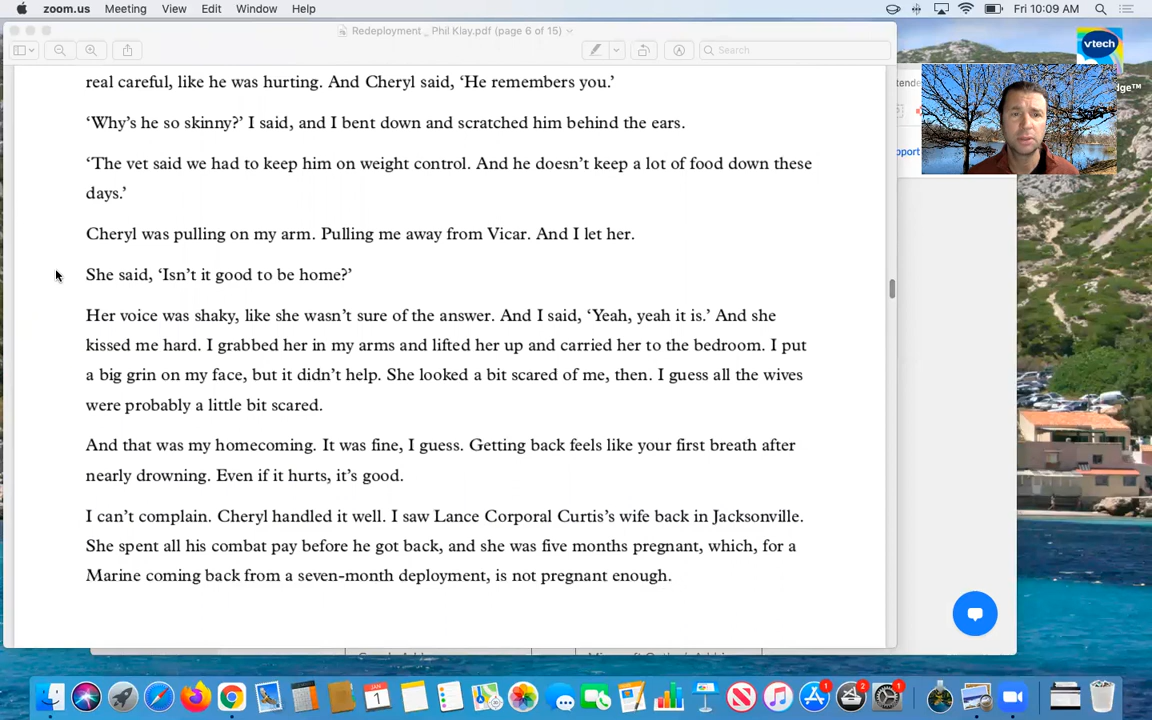 zoom.us Meeting View Edit Window Help Fri 10:09 AM
Redeployment _ Phil Klay.pdf (page 6 of 15)
Search
vtech
dge™
tende
pport
real careful, like he was hurting. And Cheryl said, ‘He remembers you.’
‘Why’s he so skinny?’ I said, and I bent down and scratched him behind the ears.
‘The vet said we had to keep him on weight control. And he doesn’t keep a lot of food down these
days.’
Cheryl was pulling on my arm. Pulling me away from Vicar. And I let her.
She said, ‘Isn’t it good to be home?’
Her voice was shaky, like she wasn’t sure of the answer. And I said, ‘Yeah, yeah it is.’ And she
kissed me hard. I grabbed her in my arms and lifted her up and carried her to the bedroom. I put
a big grin on my face, but it didn’t help. She looked a bit scared of me, then. I guess all the wives
were probably a little bit scared.
And that was my homecoming. It was fine, I guess. Getting back feels like your first breath after
nearly drowning. Even if it hurts, it’s good.
I can’t complain. Cheryl handled it well. I saw Lance Corporal Curtis’s wife back in Jacksonville.
She spent all his combat pay before he got back, and she was five months pregnant, which, for a
Marine coming back from a seven-month deployment, is not pregnant enough.
JAN
1
1
2
1